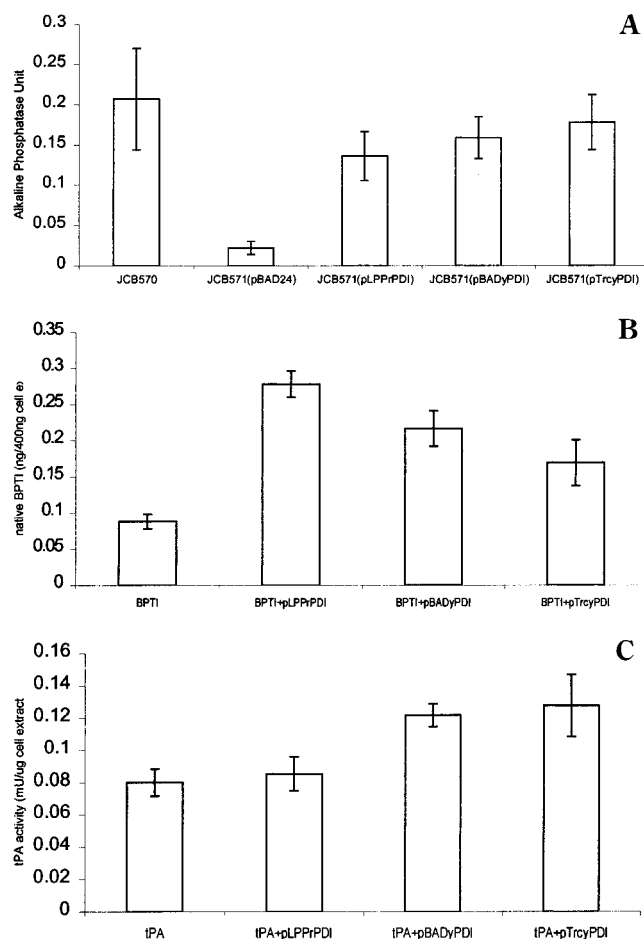 A
Alkaline Phosphatase Unit
0.3
0.25
0.2
0.15
0.1
0.05
0
JCB570 JCB571(pBAD24) JCB571(pLPPrPDI) JCB571(pBADyPDI) JCB571(pTrcyPDI)
B
native BPTI (ng/400ng cell e)
0.35
0.3
0.25
0.2
0.15
0.1
0.05
0
BPTI BPTI+pLPPrPDI BPTI+pBADyPDI BPTI+pTrcyPDI
C
tPA activity (mU/ug cell extract
0.16
0.14
0.12
0.1
0.08
0.06
0.04
0.02
0
tPA tPA+pLPPrPDI tPA+pBADyPDI tPA+pTrcyPDI